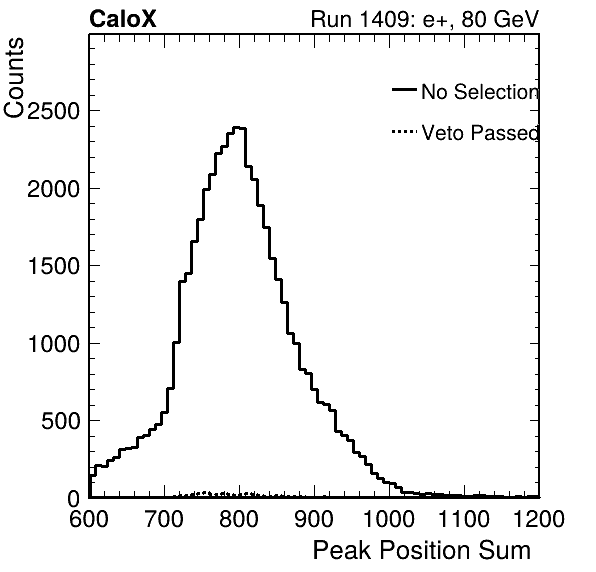 CaloX Run 1409: e+, 80 GeV
Counts
No Selection
Veto Passed
2500
2000
1500
1000
500
0
600 700 800 900 1000 1100 1200
Peak Position Sum